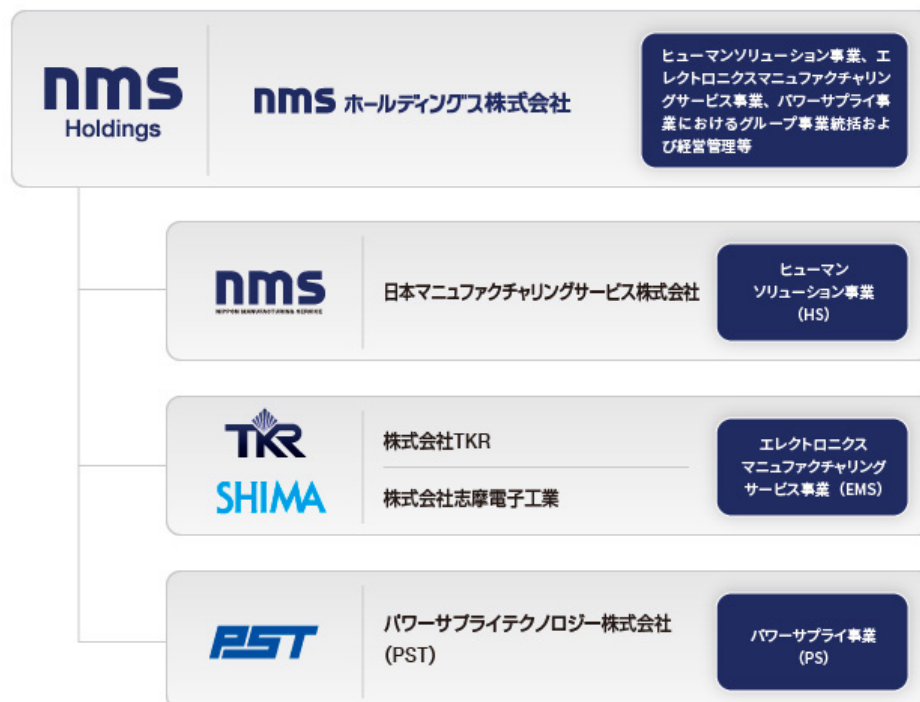 nms
Holdings
nms ホールディングス株式会社
ヒューマンソリューション事業、エ
レクトロニクスマニュファクチャリン
グサービス事業、パワーサプライ事
業におけるグループ事業統括およ
び経営管理等
nms
NIPPON MANUFACTURING SERVICE
日本マニュファクチャリングサービス株式会社
ヒューマン
ソリューション事業
（HS）
TKR
株式会社TKR
SHIMA
株式会社志摩電子工業
エレクトロニクス
マニュファクチャリング
サービス事業（EMS）
PST
パワーサプライテクノロジー株式会社
(PST)
パワーサプライ事業
（PS）